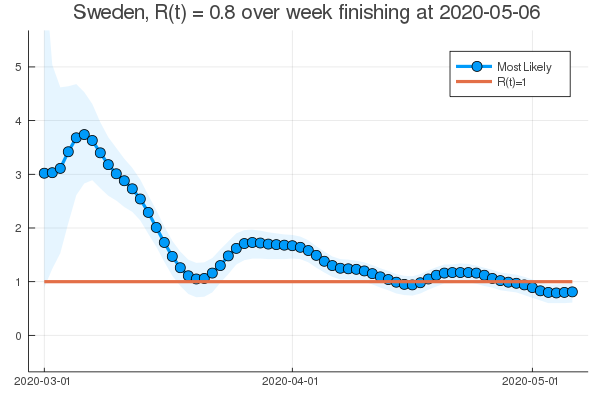 Sweden, R(t) = 0.8 over week finishing at 2020-05-06
Most Likely
R(t)=1
5
4
3
2
1
0
2020-03-01 2020-04-01 2020-05-01